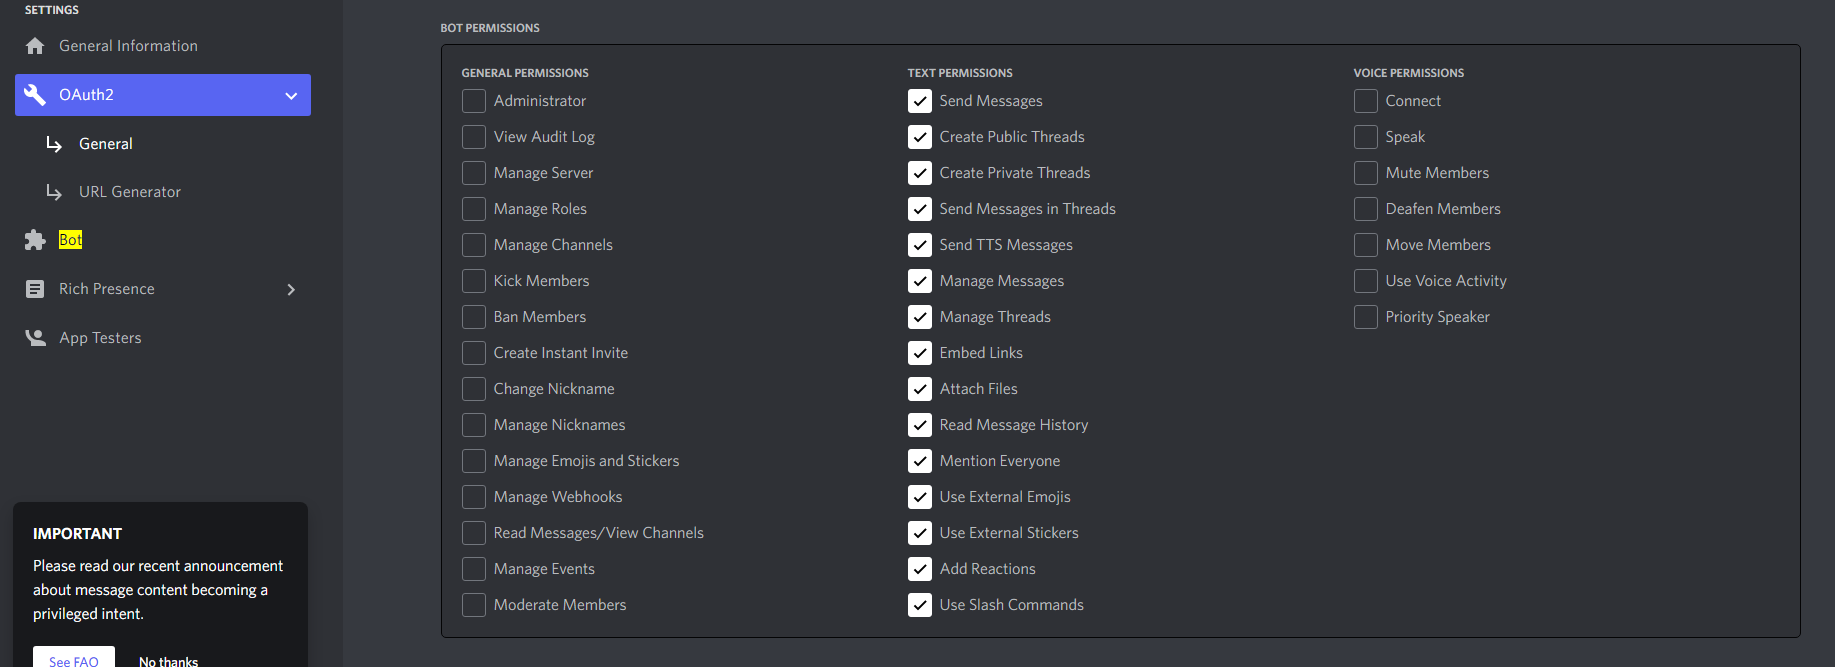 SETTINGS
General Information
OAuth2
General
URL Generator
Bot
Rich Presence
App Testers
IMPORTANT
Please read our recent announcement
about message content becoming a
privileged intent.
See FAQ
No thanks
BOT PERMISSIONS
GENERAL PERMISSIONS
Administrator
View Audit Log
Manage Server
Manage Roles
Manage Channels
Kick Members
Ban Members
Create Instant Invite
Change Nickname
Manage Nicknames
Manage Emojis and Stickers
Manage Webhooks
Read Messages/View Channels
Manage Events
Moderate Members
TEXT PERMISSIONS
Send Messages
Create Public Threads
Create Private Threads
Send Messages in Threads
Send TTS Messages
Manage Messages
Manage Threads
Embed Links
Attach Files
Read Message History
Mention Everyone
Use External Emojis
Use External Stickers
Add Reactions
Use Slash Commands
VOICE PERMISSIONS
Connect
Speak
Mute Members
Deafen Members
Move Members
Use Voice Activity
Priority Speaker